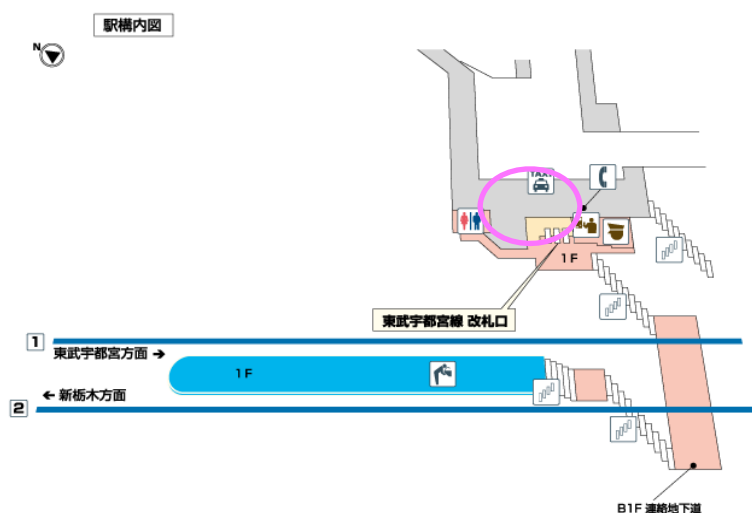 駅構内図
N
TAXI
1F
東武宇都宮線 改札口
1
東武宇都宮方面 →
1F
← 新栃木方面
2
B1F 連絡地下道